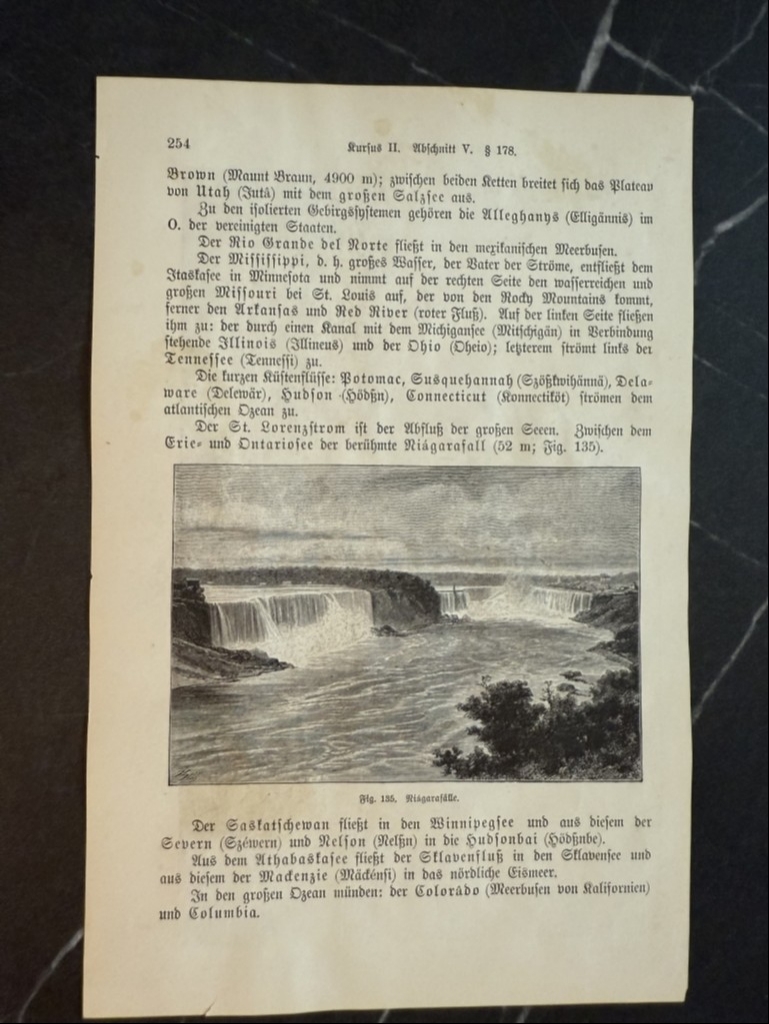 254
Kursus II. Abschnitt V. § 178.
Brown (Maunt Braun, 4900 m); zwischen beiden Ketten breitet sich das Plateau
von Utah (Jutâ) mit dem großen Salzsee aus.
Zu den isolierten Gebirgssystemen gehören die Alleghanys (Elligännis) im
O. der vereinigten Staaten.
Der Rio Grande del Norte fließt in den mexikanischen Meerbusen.
Der Mississippi, d. h. großes Wasser, der Vater der Ströme, entfließt dem
Itaskasee in Minnesota und nimmt auf der rechten Seite den wasserreichen und
großen Missouri bei St. Louis auf, der von den Rocky Mountains kommt,
ferner den Arkansas und Red River (roter Fluß). Auf der linken Seite fließen
ihm zu: der durch einen Kanal mit dem Michigansee (Mitschigän) in Verbindung
stehende Illinois (Illineus) und der Ohio (Oheio); letzterem strömt links der
Tennessee (Tennessi) zu.
Die kurzen Küstenflüsse: Potomac, Susquehannah (Szößkwihännä), Dela-
ware (Delewär), Hudson (Hödßn), Connecticut (Konnektiköt) strömen dem
atlantischen Ozean zu.
Der St. Lorenzstrom ist der Abfluß der großen Seeen. Zwischen dem
Erie- und Ontariosee der berühmte Niágarafall (52 m; Fig. 135).
Fig. 135. Niágarafälle.
Der Saskatschewan fließt in den Winnipegsee und aus diesem der
Severn (Széwern) und Nelson (Nelßn) in die Hudsonbai (Hödßnbe).
Aus dem Athabaskasee fließt der Sklavenfluß in den Sklavensee und
aus diesem der Mackenzie (Mäckénsi) in das nördliche Eismeer.
In den großen Ozean münden: der Colorâdo (Meerbusen von Kalifornien)
und Columbia.